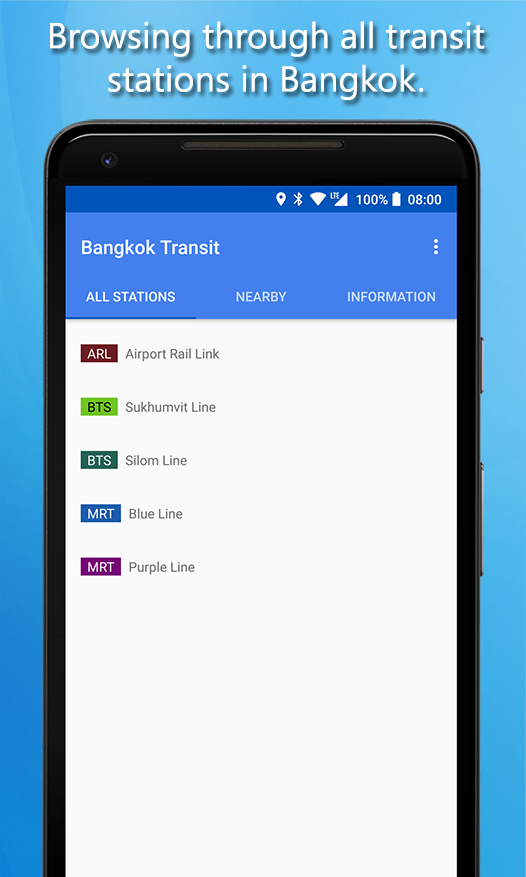 Browsing through all transit
stations in Bangkok.
LTE 100% 08:00
Bangkok Transit
ALL STATIONS NEARBY INFORMATION
ARL Airport Rail Link
BTS Sukhumvit Line
BTS Silom Line
MRT Blue Line
MRT Purple Line